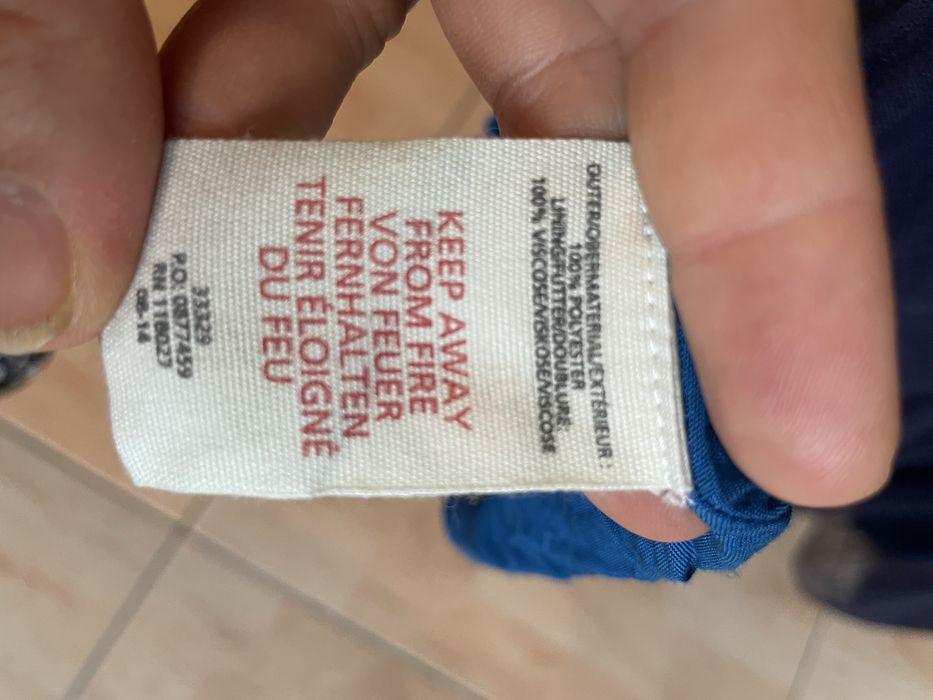 OUTER/OBERMATERIAL/EXTÉRIEUR :
100% POLYESTER
LINING/FUTTER/DOUBLURE:
100% VISCOSE/VISKOSE/VISCOSE
KEEP AWAY
FROM FIRE
VON FEUER
FERNHALTEN
TENIR ÉLOIGNÉ
DU FEU
33329
P.O. 0877459
RN 118027
08-14